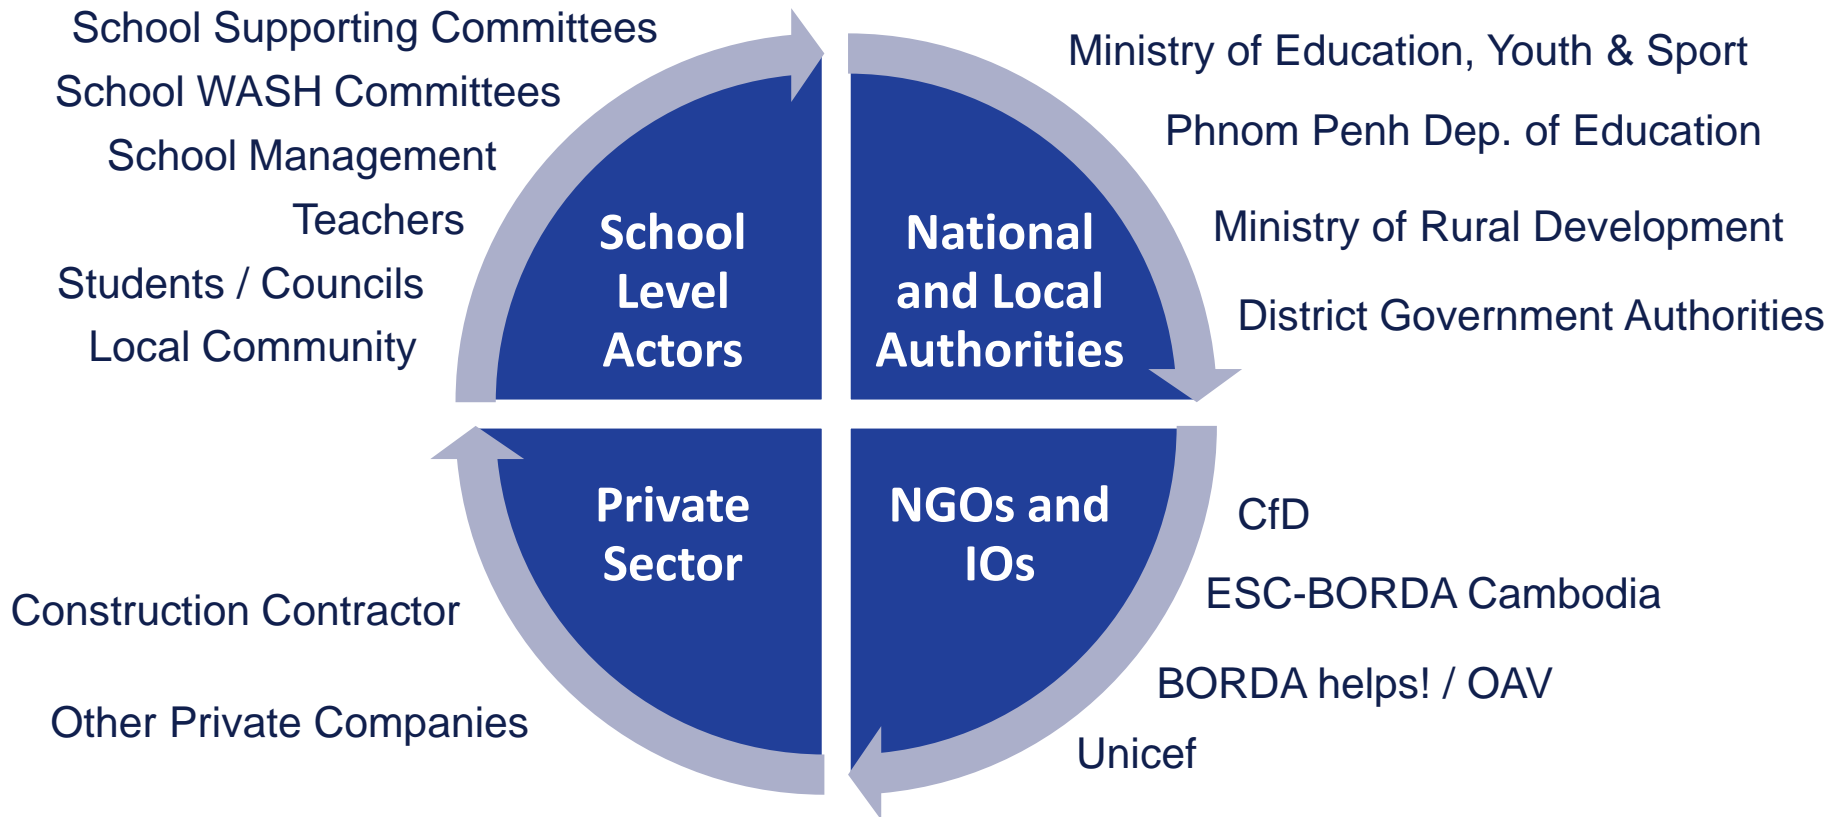 School Supporting Committees
School WASH Committees
School Management
Teachers
Students / Councils
Local Community
School
Level
Actors
National
and Local
Authorities
Ministry of Education, Youth & Sport
Phnom Penh Dep. of Education
Ministry of Rural Development
District Government Authorities
Private
Sector
Construction Contractor
Other Private Companies
NGOs and
IOs
CfD
ESC-BORDA Cambodia
BORDA helps! / OAV
Unicef